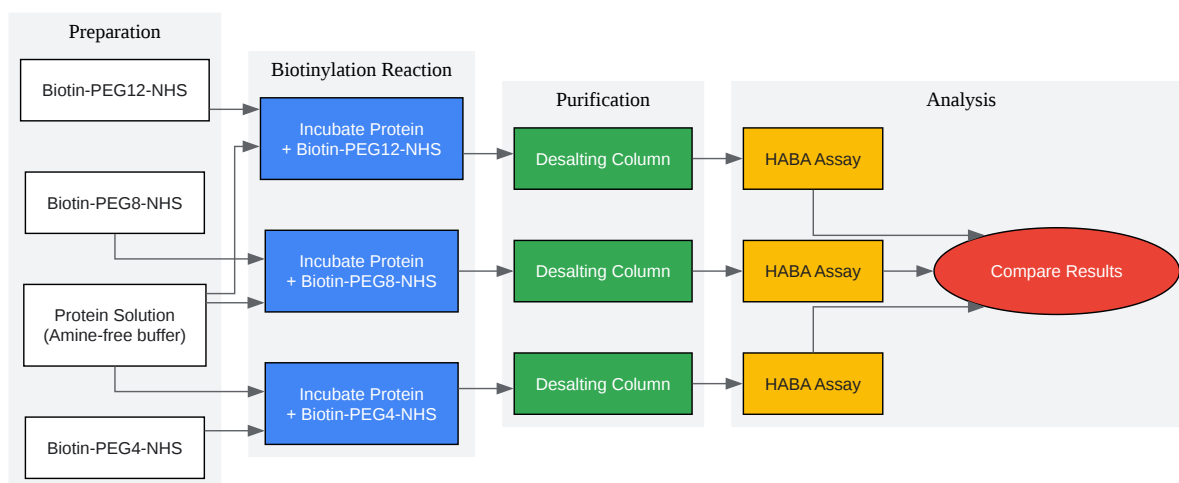 Preparation
Biotin-PEG12-NHS
Biotin-PEG8-NHS
Protein Solution
(Amine-free buffer)
Biotin-PEG4-NHS
Biotinylation Reaction
Incubate Protein
+ Biotin-PEG12-NHS
Incubate Protein
+ Biotin-PEG8-NHS
Incubate Protein
+ Biotin-PEG4-NHS
Purification
Desalting Column
Desalting Column
Desalting Column
Analysis
HABA Assay
HABA Assay
HABA Assay
Compare Results